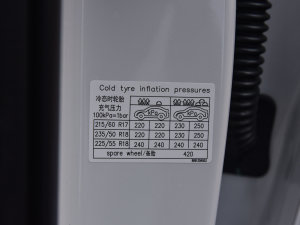 Cold tyre inflation pressures
冷态时轮胎
充气压力
100kPa=1bar
215/60 R17 220 220 230 250
235/50 R18 220 220 230 250
225/55 R18 240 240 240 240
spare wheel/备胎 420